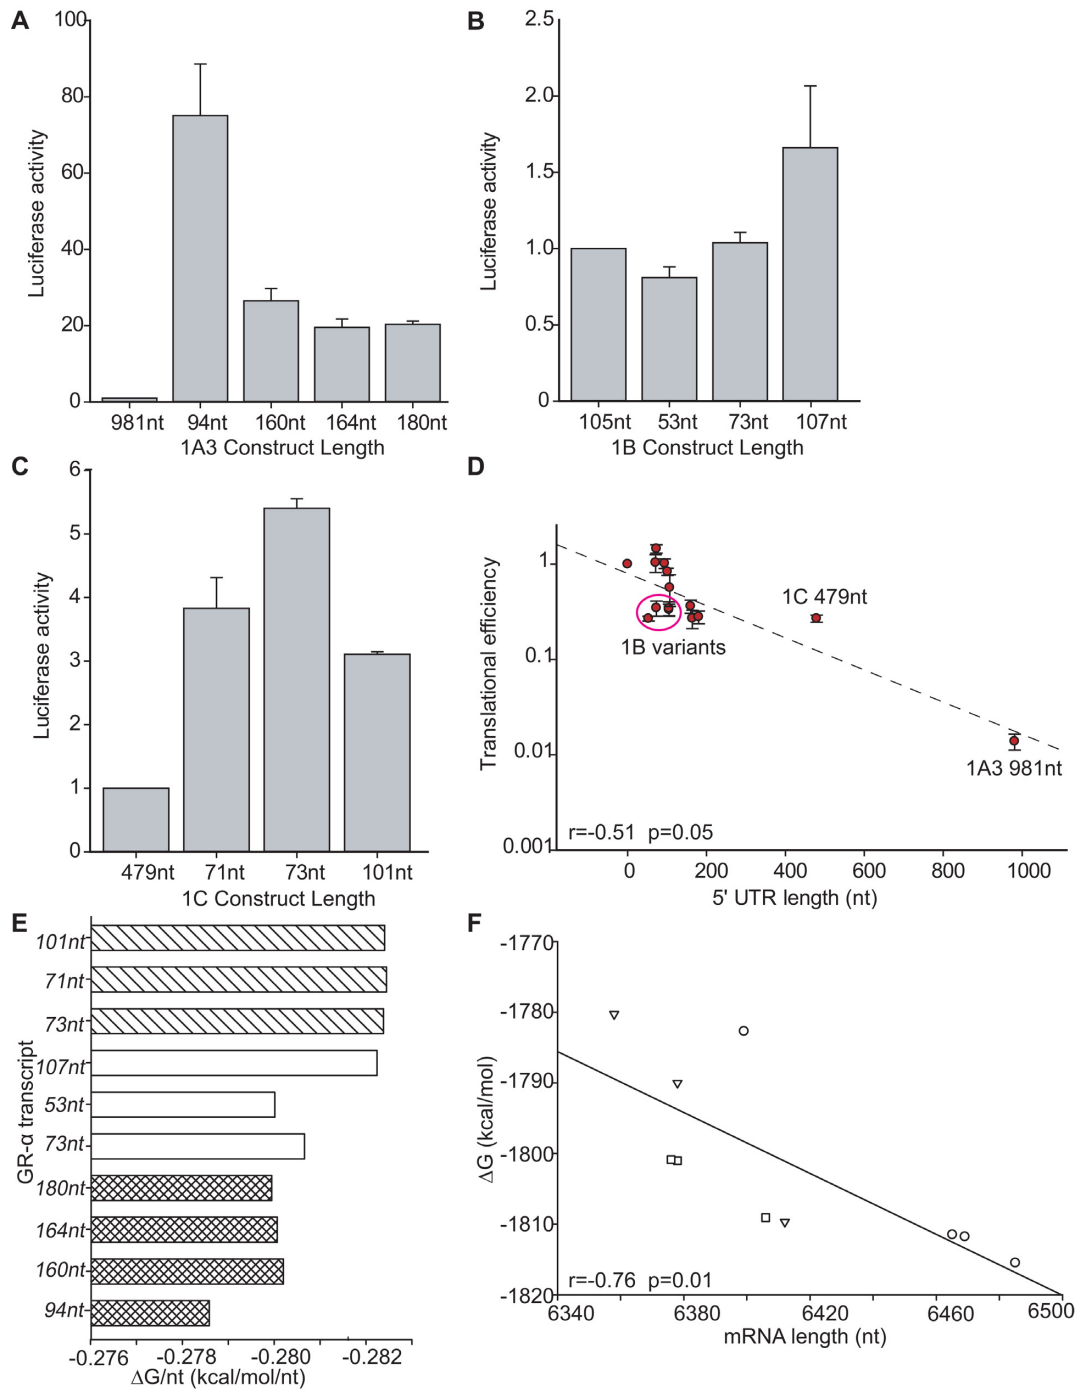 A
100
80
60
40
20
0
Luciferase activity
981nt 94nt 160nt 164nt 180nt
1A3 Construct Length
B
2.5
2.0
1.5
1.0
0.5
0
Luciferase activity
105nt 53nt 73nt 107nt
1B Construct Length
C
6
5
4
3
2
1
0
Luciferase activity
479nt 71nt 73nt 101nt
1C Construct Length
D
1
0.1
0.01
0.001
Translational efficiency
1C 479nt
1B variants
1A3 981nt
r=-0.51 p=0.05
0 200 400 600 800 1000
5' UTR length (nt)
E
GR-α transcript
101nt
71nt
73nt
107nt
53nt
73nt
180nt
164nt
160nt
94nt
-0.276 -0.278 -0.280 -0.282
ΔG/nt (kcal/mol/nt)
F
-1770
-1780
-1790
-1800
-1810
-1820
ΔG (kcal/mol)
r=-0.76 p=0.01
6340 6380 6420 6460 6500
mRNA length (nt)